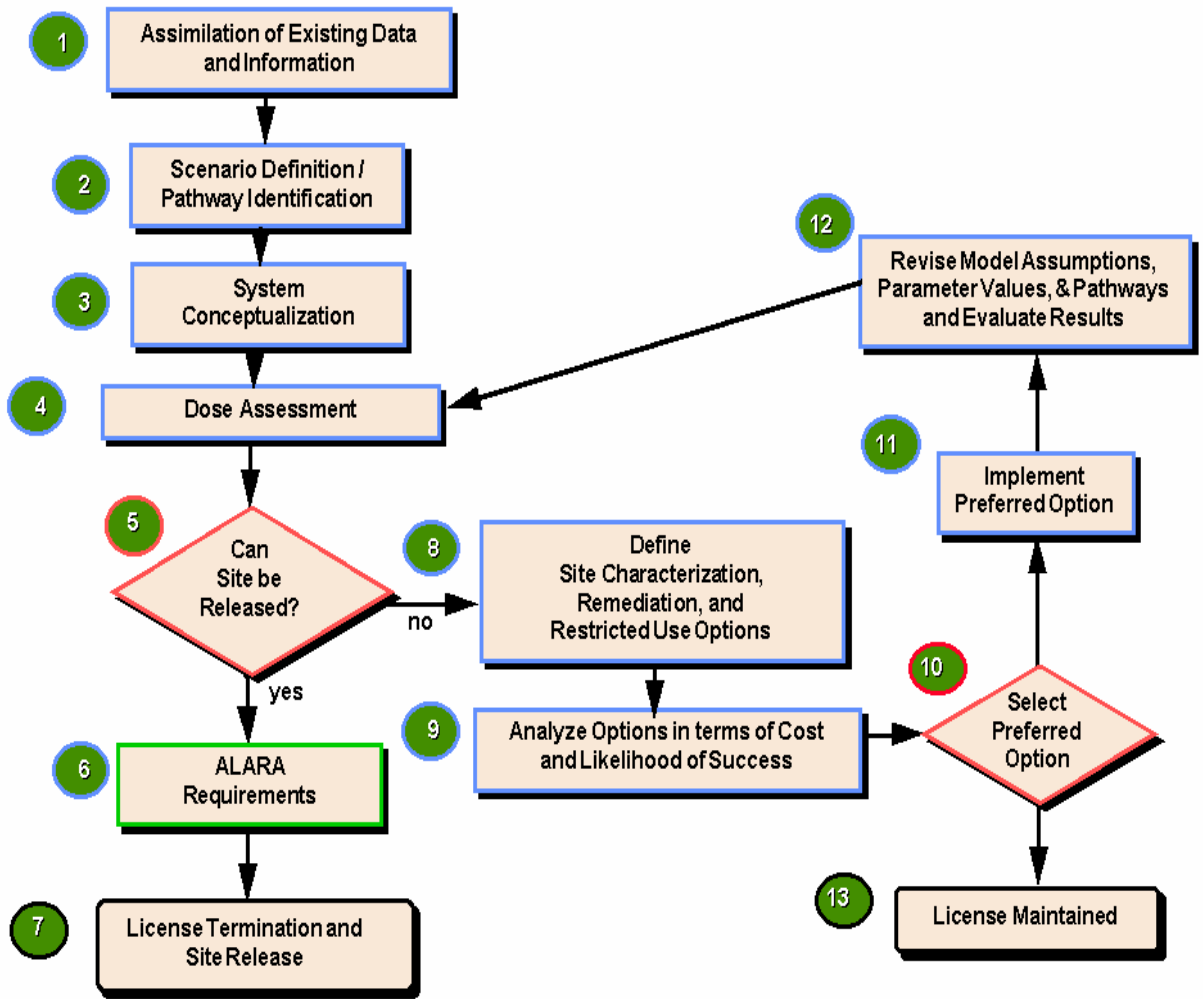 1
Assimilation of Existing Data
and Information
2
Scenario Definition /
Pathway Identification
3
System
Conceptualization
4
Dose Assessment
5
Can
Site be
Released?
no
yes
6
ALARA
Requirements
7
License Termination and
Site Release
8
Define
Site Characterization,
Remediation, and
Restricted Use Options
9
Analyze Options in terms of Cost
and Likelihood of Success
10
Select
Preferred
Option
11
Implement
Preferred Option
12
Revise Model Assumptions,
Parameter Values, & Pathways
and Evaluate Results
13
License Maintained